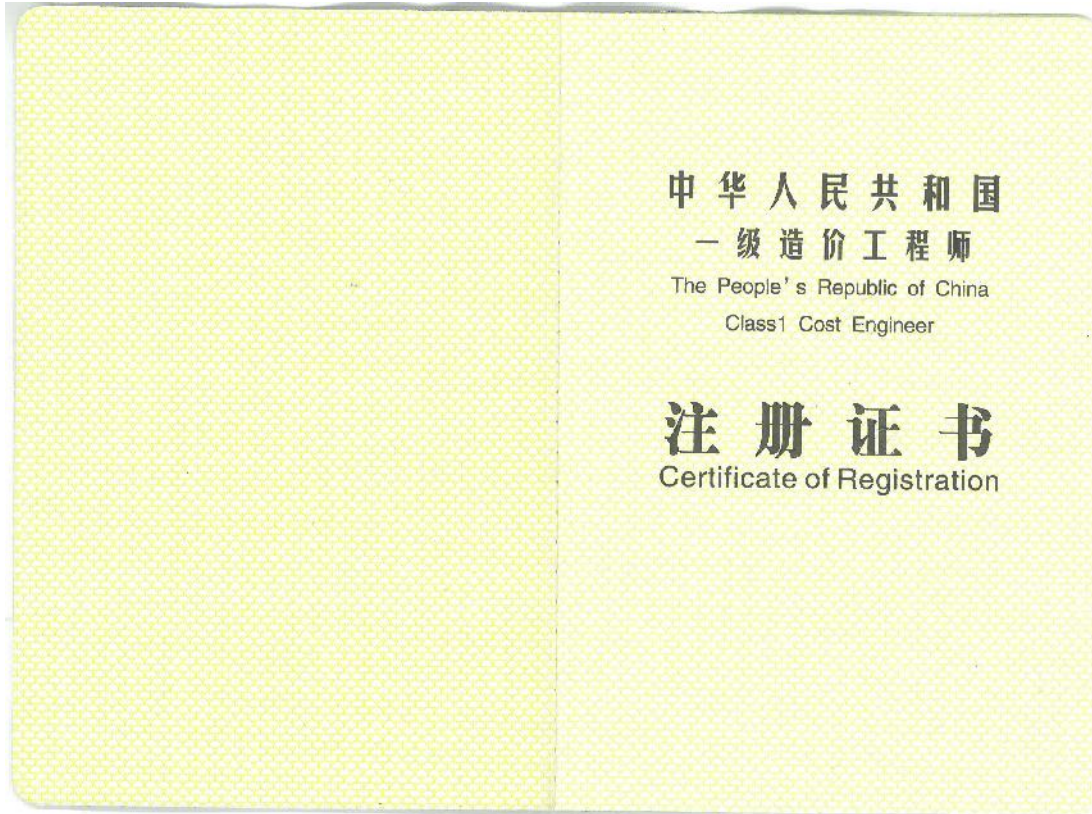 中华人民共和国
一级造价工程师
The People's Republic of China
Class1 Cost Engineer
注册证书
Certificate of Registration